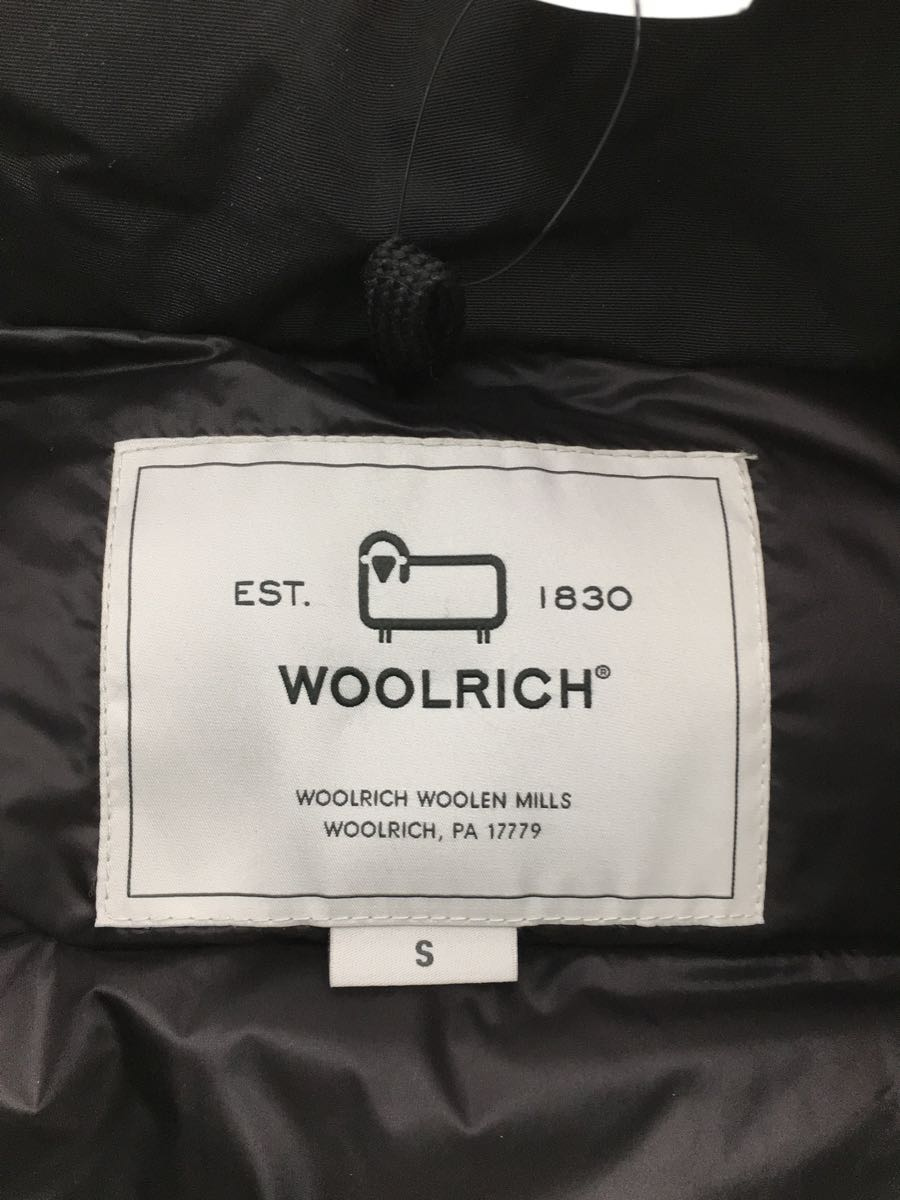 EST. 1830
WOOLRICH®
WOOLRICH WOOLEN MILLS
WOOLRICH, PA 17779
S